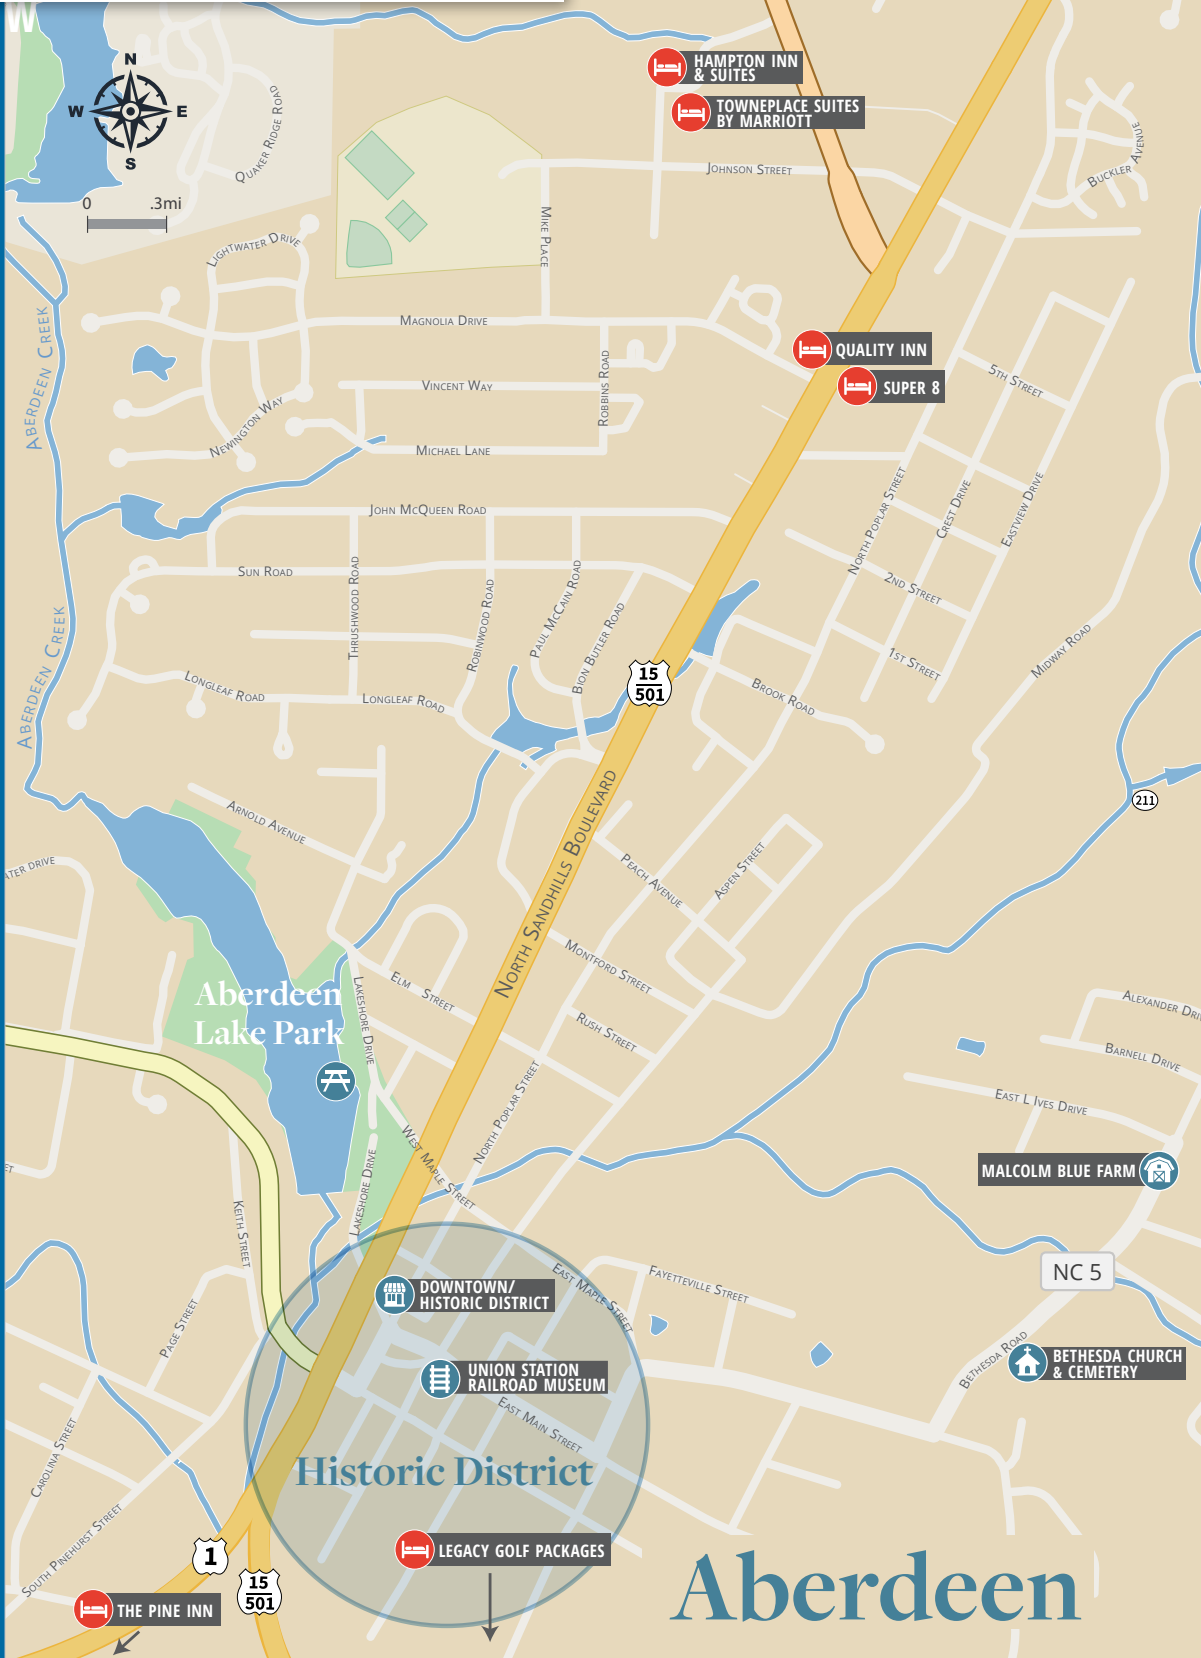 W
N
W
E
S
0
.3mi
HAMPTON INN
& SUITES
TOWNEPLACE SUITES
BY MARRIOTT
QUAKER RIDGE ROAD
JOHNSON STREET
BUCKLER AVENUE
MIKE PLACE
LIGHTWATER DRIVE
ABERDEEN CREEK
MAGNOLIA DRIVE
QUALITY INN
SUPER 8
5TH STREET
VINCENT WAY
ROBBINS ROAD
NEWINGTON WAY
MICHAEL LANE
NORTH POPLAR STREET
CREST DRIVE
EASTVIEW DRIVE
JOHN MCQUEEN ROAD
SUN ROAD
THRUSHWOOD ROAD
ROBINWOOD ROAD
PAUL MCCAIN ROAD
BION BUTLER ROAD
2ND STREET
1ST STREET
MIDWAY ROAD
ABERDEEN CREEK
LONGLEAF ROAD
LONGLEAF ROAD
15
501
BROOK ROAD
211
ARNOLD AVENUE
NORTH SANDHILLS BOULEVARD
PEACH AVENUE
ASPEN STREET
ATER DRIVE
MONTFORD STREET
ELM STREET
LAKESHORE DRIVE
Aberdeen
Lake Park
RUSH STREET
ALEXANDER DRI
BARNELL DRIVE
EAST L IVES DRIVE
NORTH POPLAR STREET
WEST MAPLE STREET
LAKESHORE DRIVE
MALCOLM BLUE FARM
ET
KEITH STREET
NC 5
EAST MAPLE STREET
FAYETTEVILLE STREET
DOWNTOWN/
HISTORIC DISTRICT
PAGE STREET
UNION STATION
RAILROAD MUSEUM
BETHESDA ROAD
BETHESDA CHURCH
& CEMETERY
EAST MAIN STREET
CAROLINA STREET
Historic District
SOUTH PINEHURST STREET
1
LEGACY GOLF PACKAGES
15
501
THE PINE INN
Aberdeen